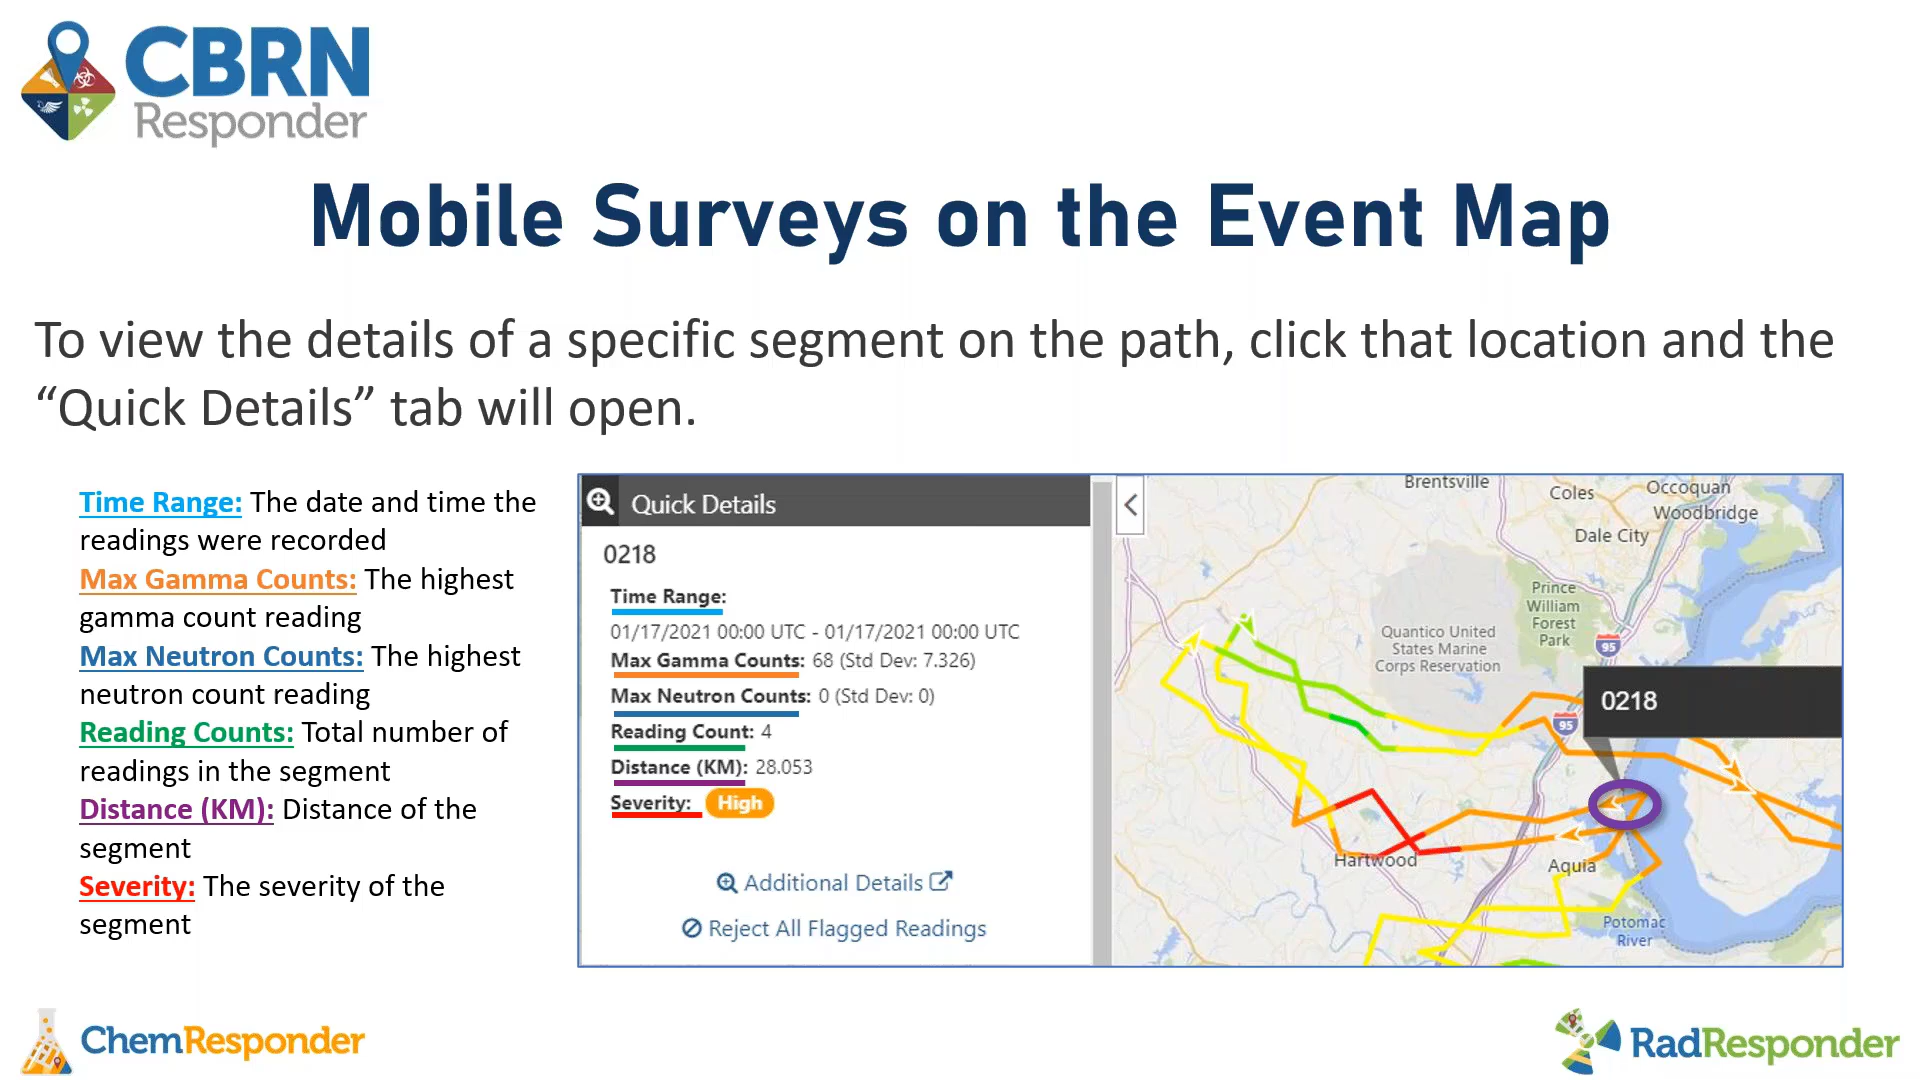 CBRN
Responder
Mobile Surveys on the Event Map
To view the details of a specific segment on the path, click that location and the
“Quick Details” tab will open.
Time Range: The date and time the
readings were recorded
Max Gamma Counts: The highest
gamma count reading
Max Neutron Counts: The highest
neutron count reading
Reading Counts: Total number of
readings in the segment
Distance (KM): Distance of the
segment
Severity: The severity of the
segment
Quick Details
0218
Time Range:
01/17/2021 00:00 UTC - 01/17/2021 00:00 UTC
Max Gamma Counts: 68 (Std Dev: 7.326)
Max Neutron Counts: 0 (Std Dev: 0)
Reading Count: 4
Distance (KM): 28.053
Severity: High
Additional Details
Reject All Flagged Readings
Brentsville
Coles
Occoquan
Woodbridge
Dale City
Prince
William
Forest
Park
Quantico United
States Marine
Corps Reservation
95
0218
95
Hartwood
Aquia
Potomac
River
ChemResponder
RadResponder